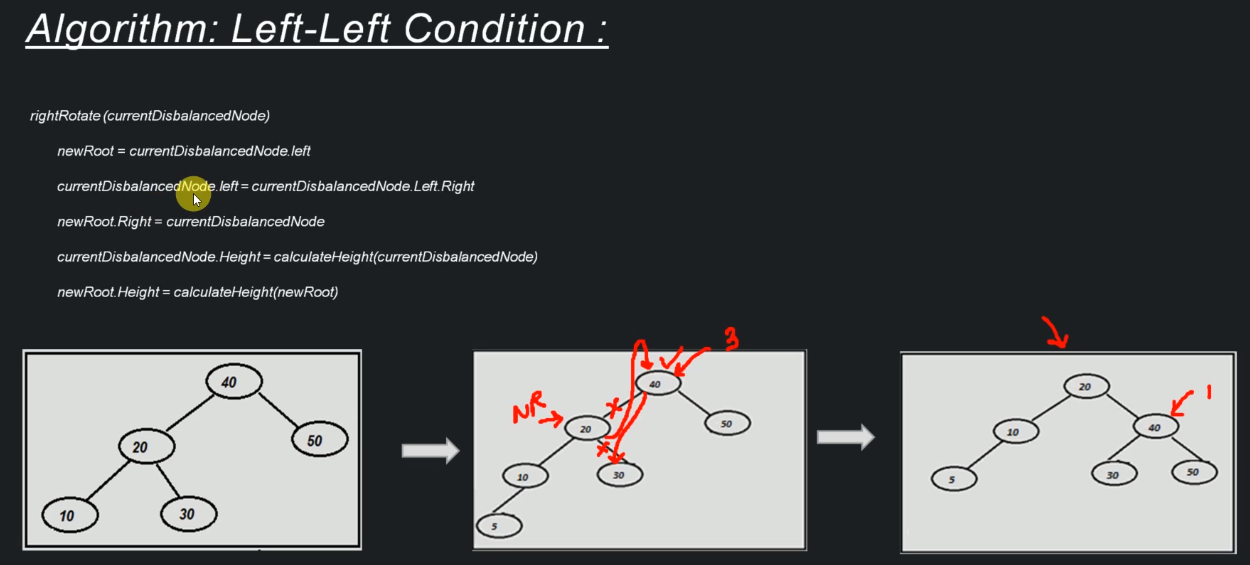 Algorithm: Left-Left Condition :
rightRotate (currentDisbalancedNode)
newRoot = currentDisbalancedNode.left
currentDisbalancedNode.left = currentDisbalancedNode.Left.Right
newRoot.Right = currentDisbalancedNode
currentDisbalancedNode.Height = calculateHeight(currentDisbalancedNode)
newRoot.Height = calculateHeight(newRoot)
40
20
50
10
30
3
40
NR
20
50
10
30
5
20
1
10
40
5
30
50